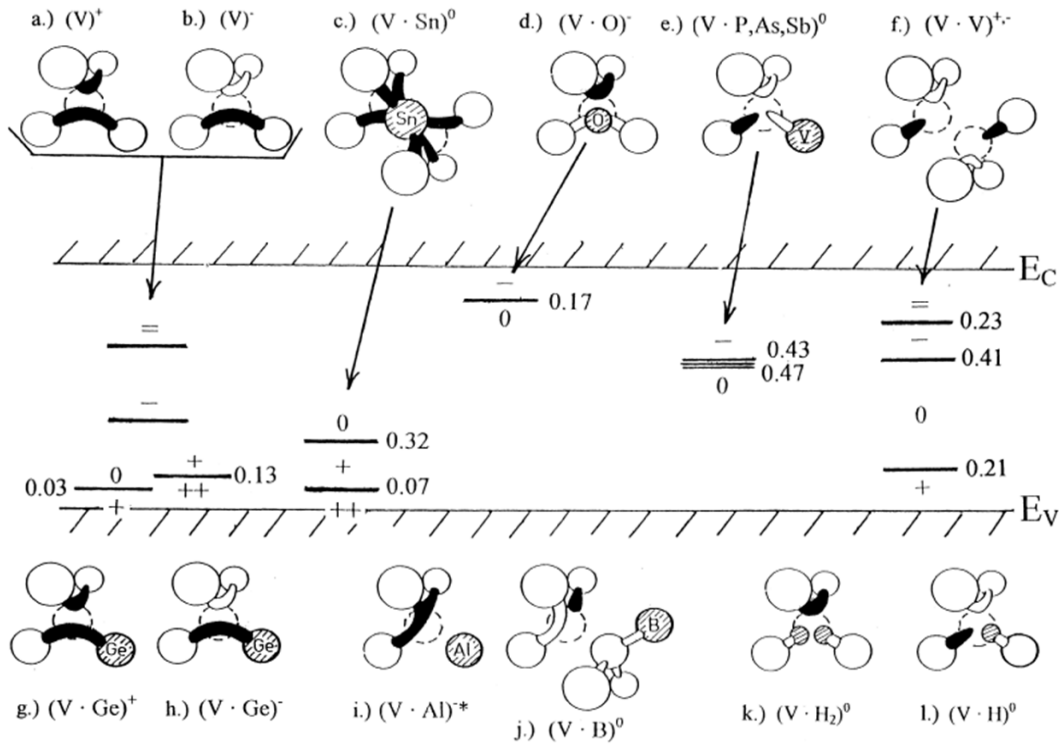 a.) (V)⁺ b.) (V)⁻ c.) (V · Sn)⁰ d.) (V · O)⁻ e.) (V · P,As,Sb)⁰ f.) (V · V)⁺,⁻
Sn O V
E_C
− 0.17
0
= = 0.23
− 0.43 − 0.41
0.47
0 0
− 0 0.32
0.03 0 + 0.13 + 0.21
+ ++ 0.07 +
++
E_V
Ge Ge Al B
g.) (V · Ge)⁺ h.) (V · Ge)⁻ i.) (V · Al)⁻* j.) (V · B)⁰ k.) (V · H₂)⁰ l.) (V · H)⁰